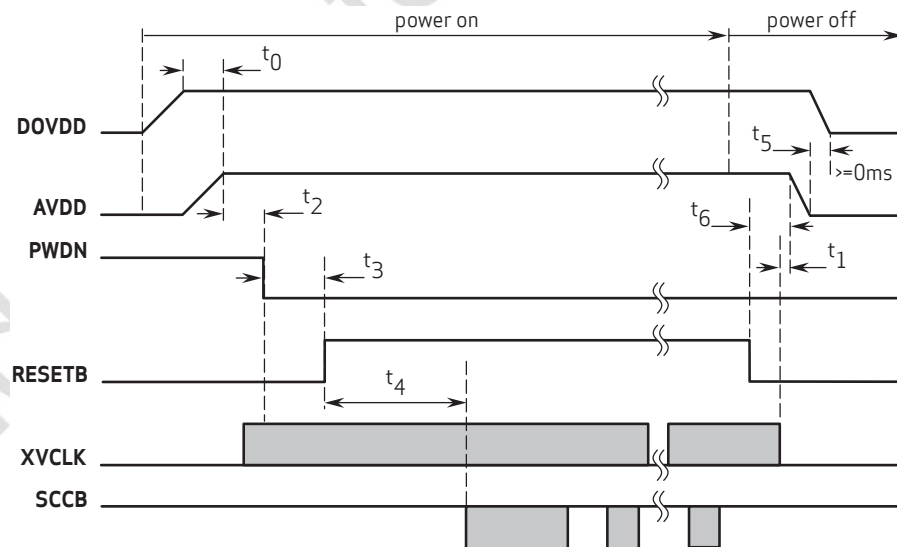 power on
power off
t0
DOVDD
t5
>=0ms
AVDD
t2
t6
PWDN
t3
t1
RESETB
t4
XVCLK
SCCB